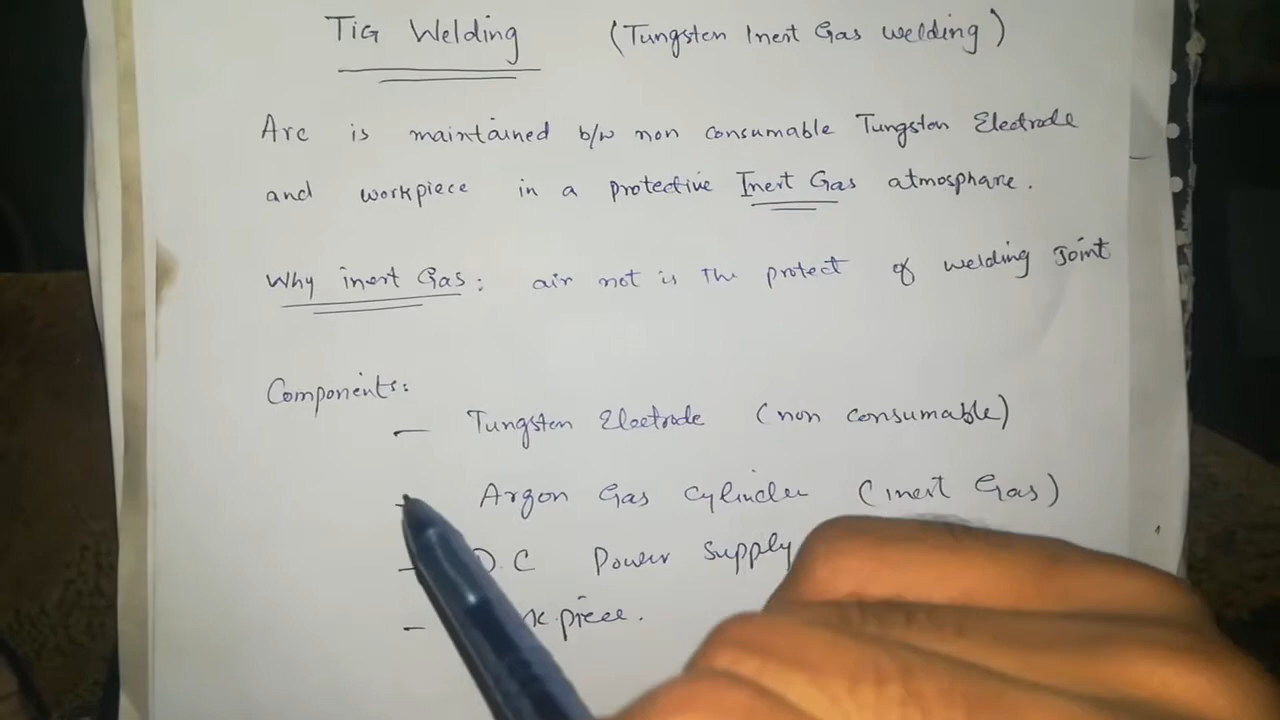 TiG Welding (Tungsten Inert Gas welding)
Arc is maintained b/w non consumable Tungsten Electrode
and workpiece in a protective Inert Gas atmosphare.
Why inert Gas: air not is the protect of welding Joint
Components:
– Tungsten Electrode (non consumable)
– Argon Gas Cylinder (inert Gas)
– D.C Power Supply
– piece.